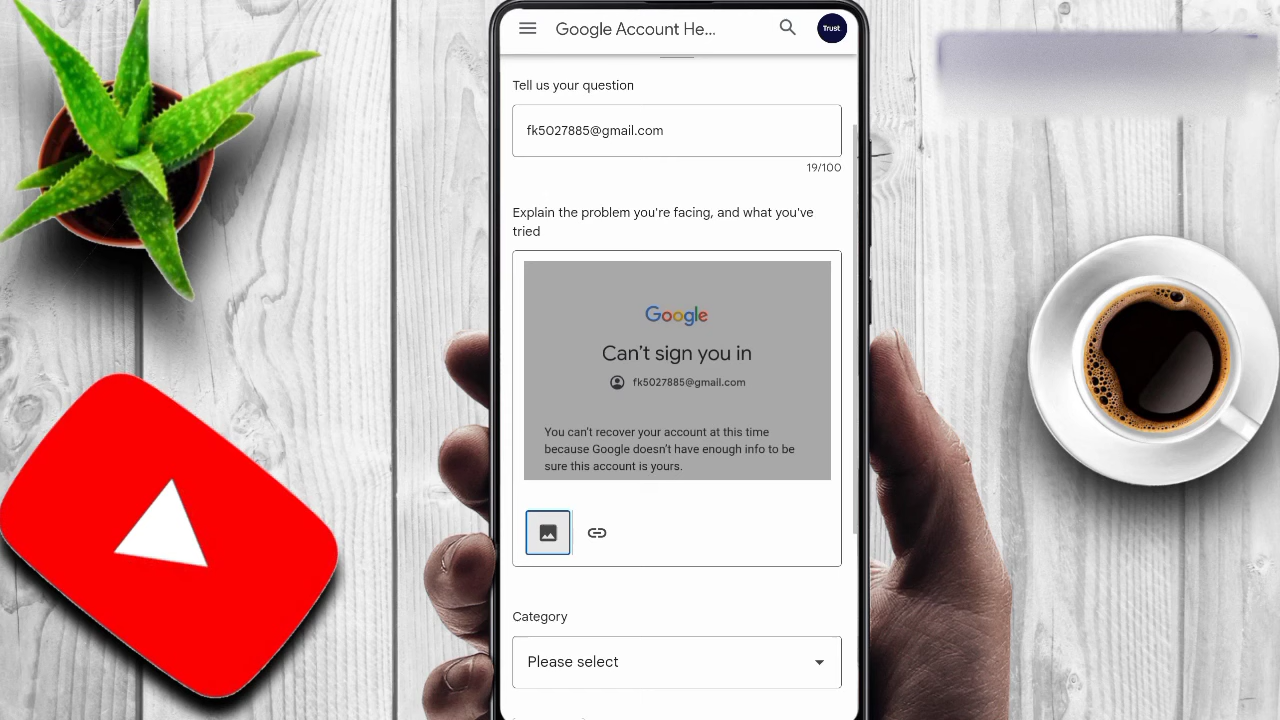 Google Account He...
Trust
Tell us your question
fk5027885@gmail.com
19/100
Explain the problem you're facing, and what you've
tried
Google
Can't sign you in
fk5027885@gmail.com
You can't recover your account at this time
because Google doesn't have enough info to be
sure this account is yours.
Category
Please select